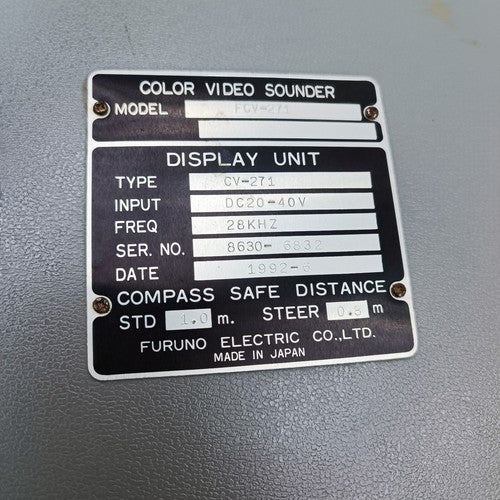 COLOR VIDEO SOUNDER
MODEL FCV-271
DISPLAY UNIT
TYPE CV-271
INPUT DC20-40V
FREQ 28KHZ
SER. NO. 8630- 6832
DATE 1992-6
COMPASS SAFE DISTANCE
STD 1.0 m. STEER 0.8 m
FURUNO ELECTRIC CO.,LTD.
MADE IN JAPAN